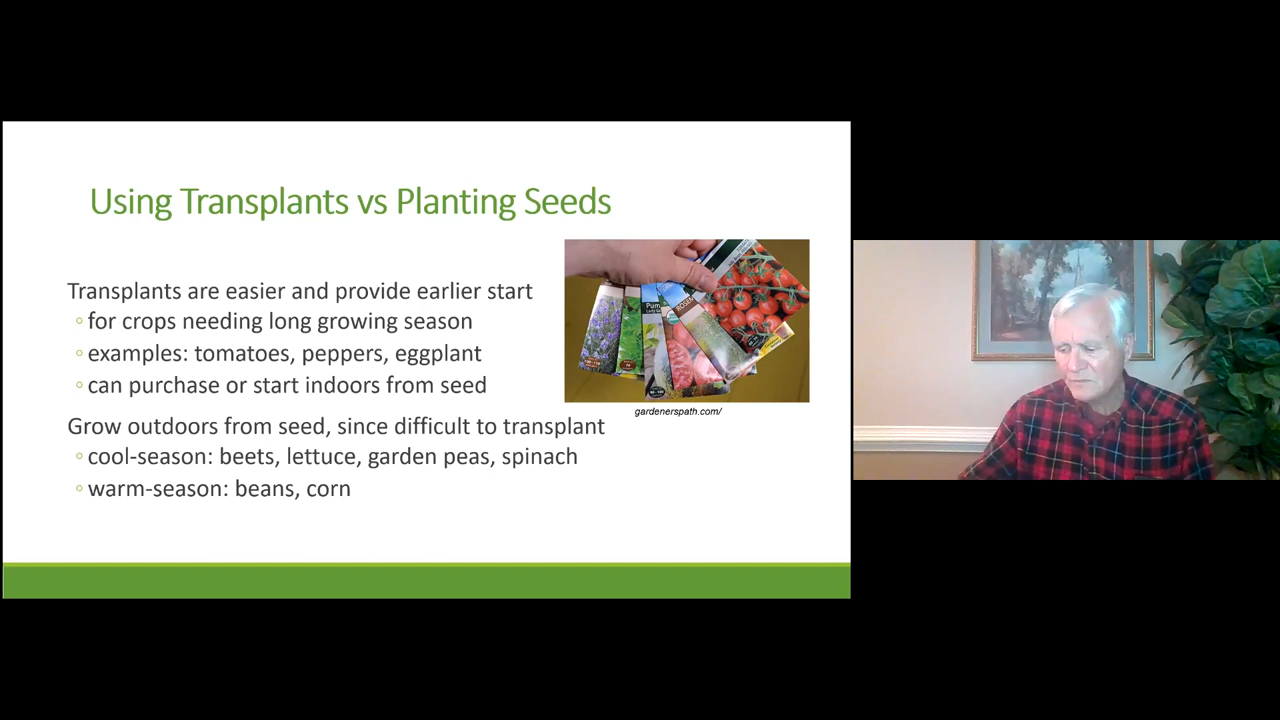 Using Transplants vs Planting Seeds
Transplants are easier and provide earlier start
◦for crops needing long growing season
◦examples: tomatoes, peppers, eggplant
◦can purchase or start indoors from seed
gardenerspath.com/
Grow outdoors from seed, since difficult to transplant
◦cool-season: beets, lettuce, garden peas, spinach
◦warm-season: beans, corn